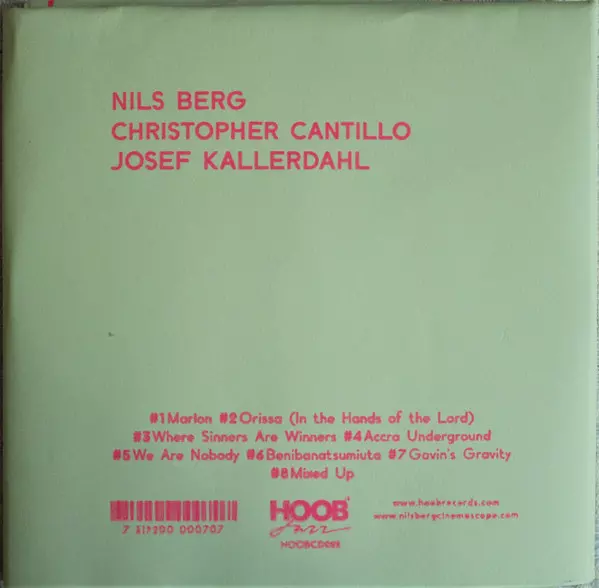 NILS BERG
CHRISTOPHER CANTILLO
JOSEF KALLERDAHL
#1 Marlon #2 Orissa (In the Hands of the Lord)
#3 Where Sinners Are Winners #4 Accra Underground
#5 We Are Nobody #6 Benibanatsumiuta #7 Gavin's Gravity
#8 Mixed Up
HOOB
Jazz
www.hoobrecords.com
www.nilsbergcinemascope.com